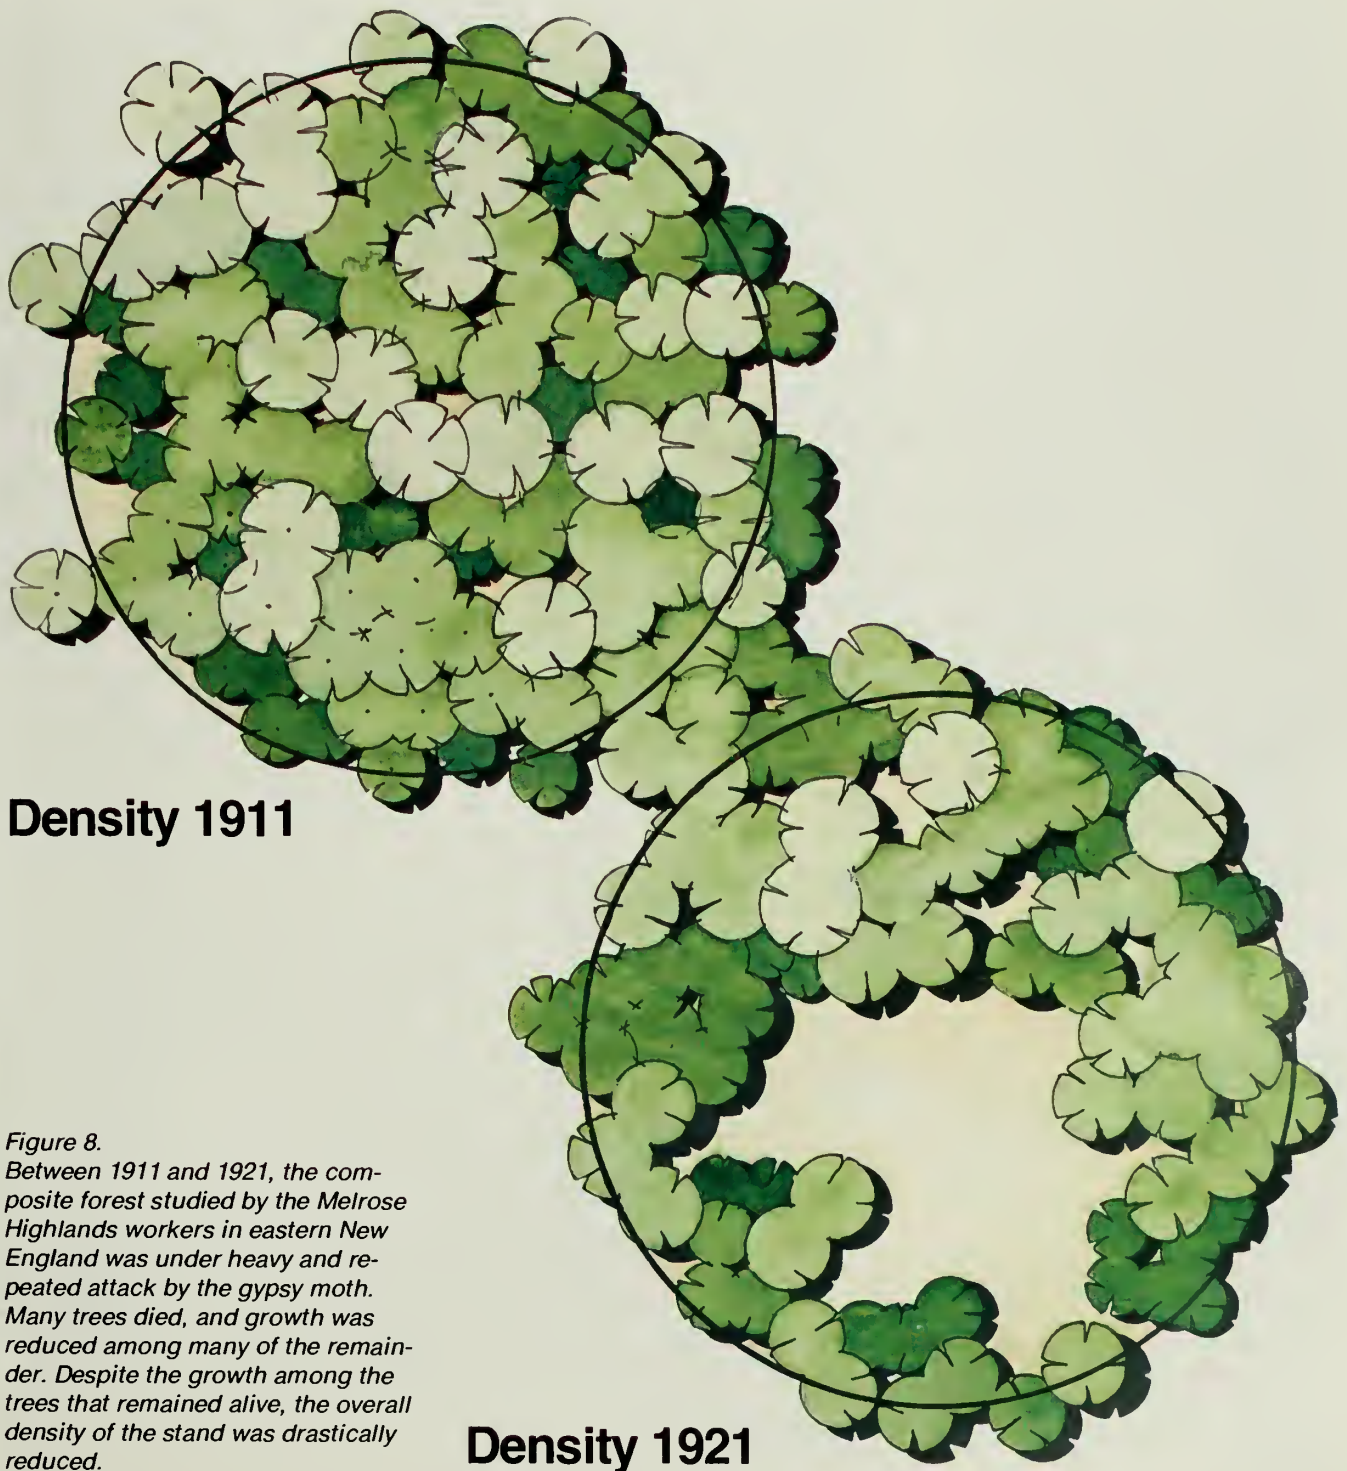 Density 1911
Figure 8.
Between 1911 and 1921, the com-
posite forest studied by the Melrose
Highlands workers in eastern New
England was under heavy and re-
peated attack by the gypsy moth.
Many trees died, and growth was
reduced among many of the remain-
der. Despite the growth among the
trees that remained alive, the overall
density of the stand was drastically
reduced.
Density 1921